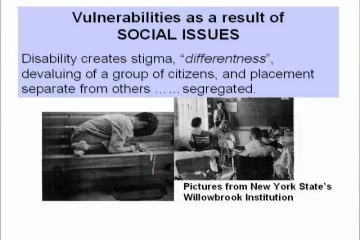 Vulnerabilities as a result of
SOCIAL ISSUES
Disability creates stigma, “differentness”,
devaluing of a group of citizens, and placement
separate from others ……segregated.
Pictures from New York State’s
Willowbrook Institution